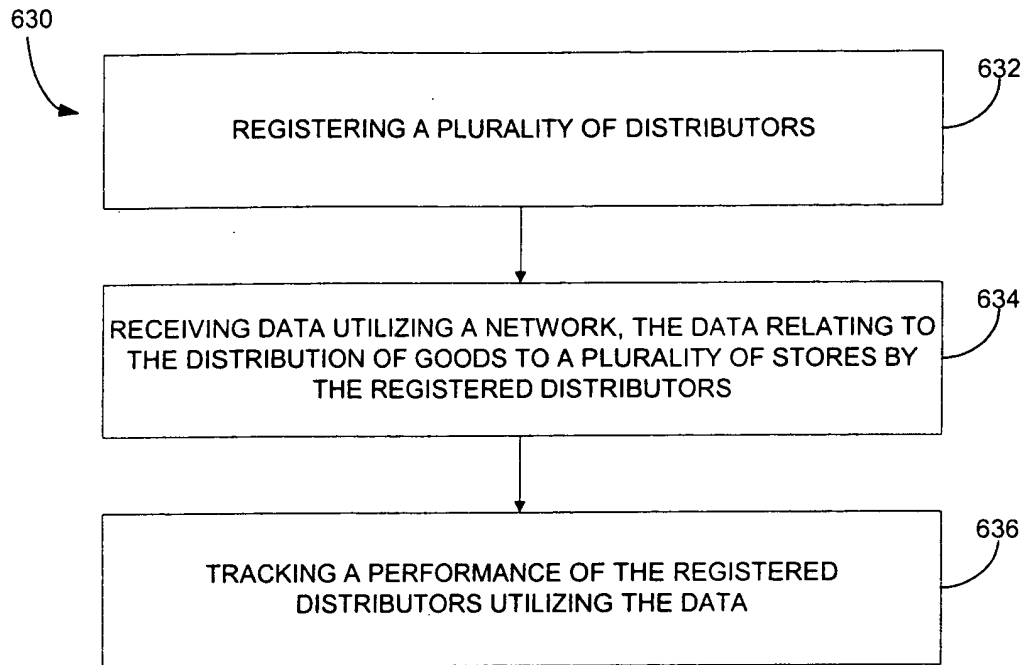 630
632
REGISTERING A PLURALITY OF DISTRIBUTORS
634
RECEIVING DATA UTILIZING A NETWORK, THE DATA RELATING TO
THE DISTRIBUTION OF GOODS TO A PLURALITY OF STORES BY
THE REGISTERED DISTRIBUTORS
636
TRACKING A PERFORMANCE OF THE REGISTERED
DISTRIBUTORS UTILIZING THE DATA